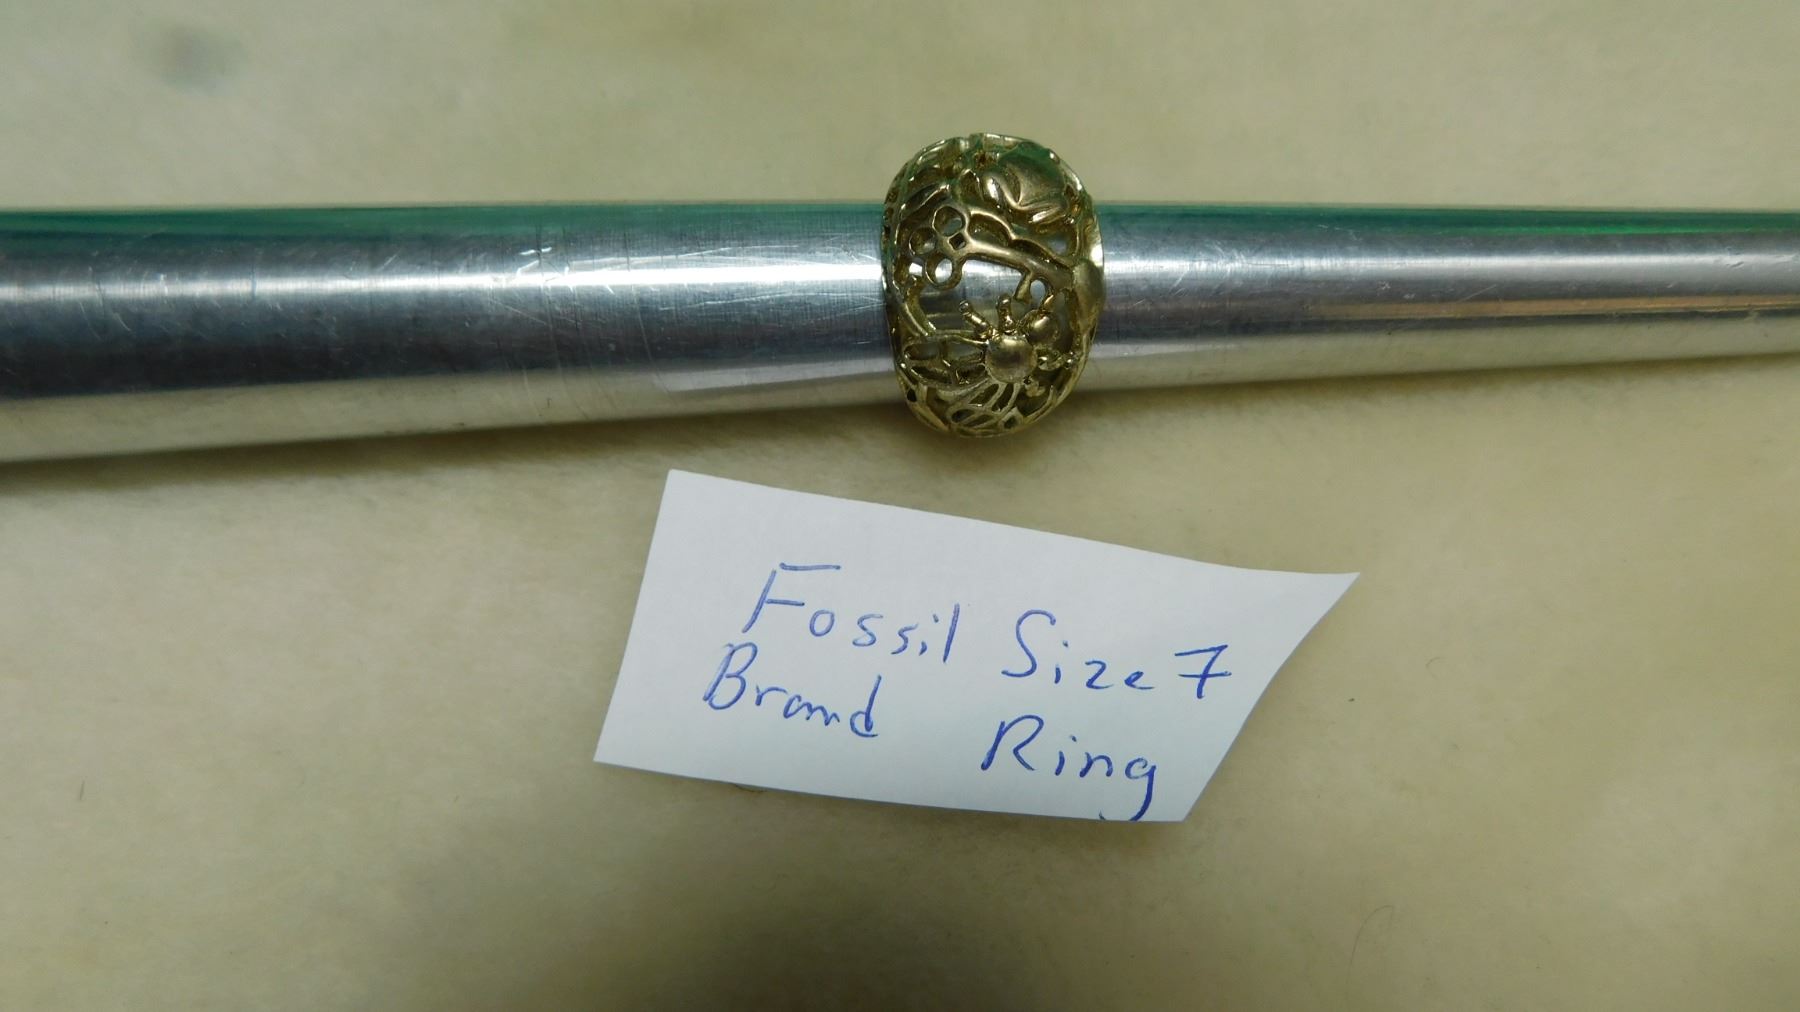 Fossil Size 7
Brand Ring